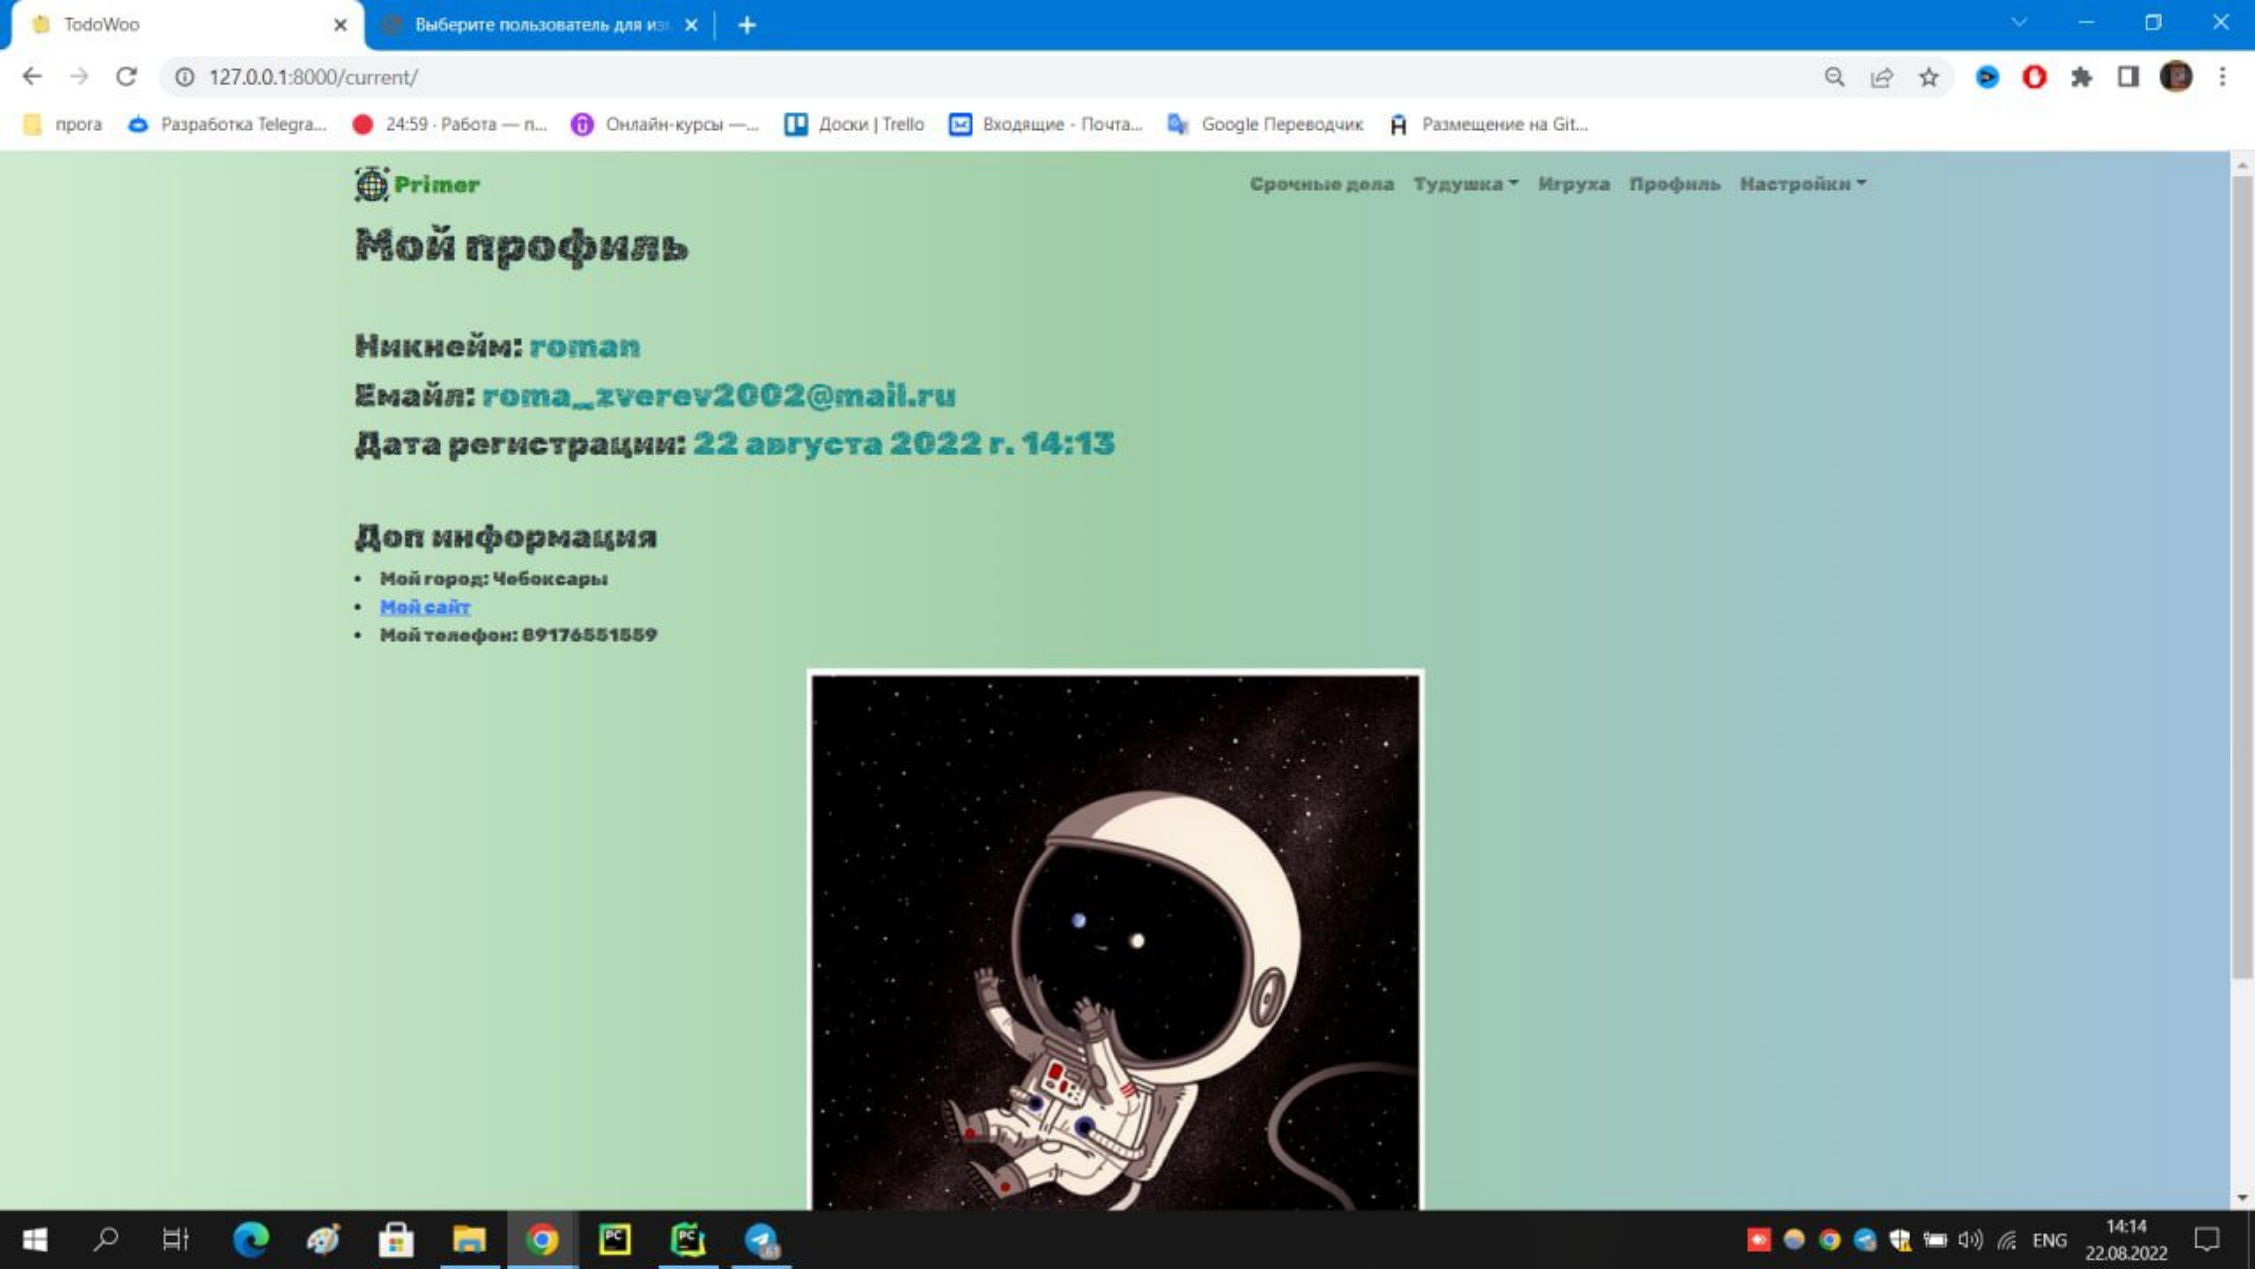 TodoWoo
Выберите пользователь для из
127.0.0.1:8000/current/
прога
Разработка Telegra...
24:59 - Работа — п...
Онлайн-курсы —...
Доски | Trello
Входящие - Почта...
Google Переводчик
Размещение на Git...
Primer
Срочные дела
Тудушка
Игруха
Профиль
Настройки
Мой профиль
Никнейм: roman
Емайл: roma_zverev2002@mail.ru
Дата регистрации: 22 августа 2022 г. 14:13
Доп информация
Мой город: Чебоксары
Мой сайт
Мой телефон: 89176551559
PC
PC
ENG
14:14
22.08.2022